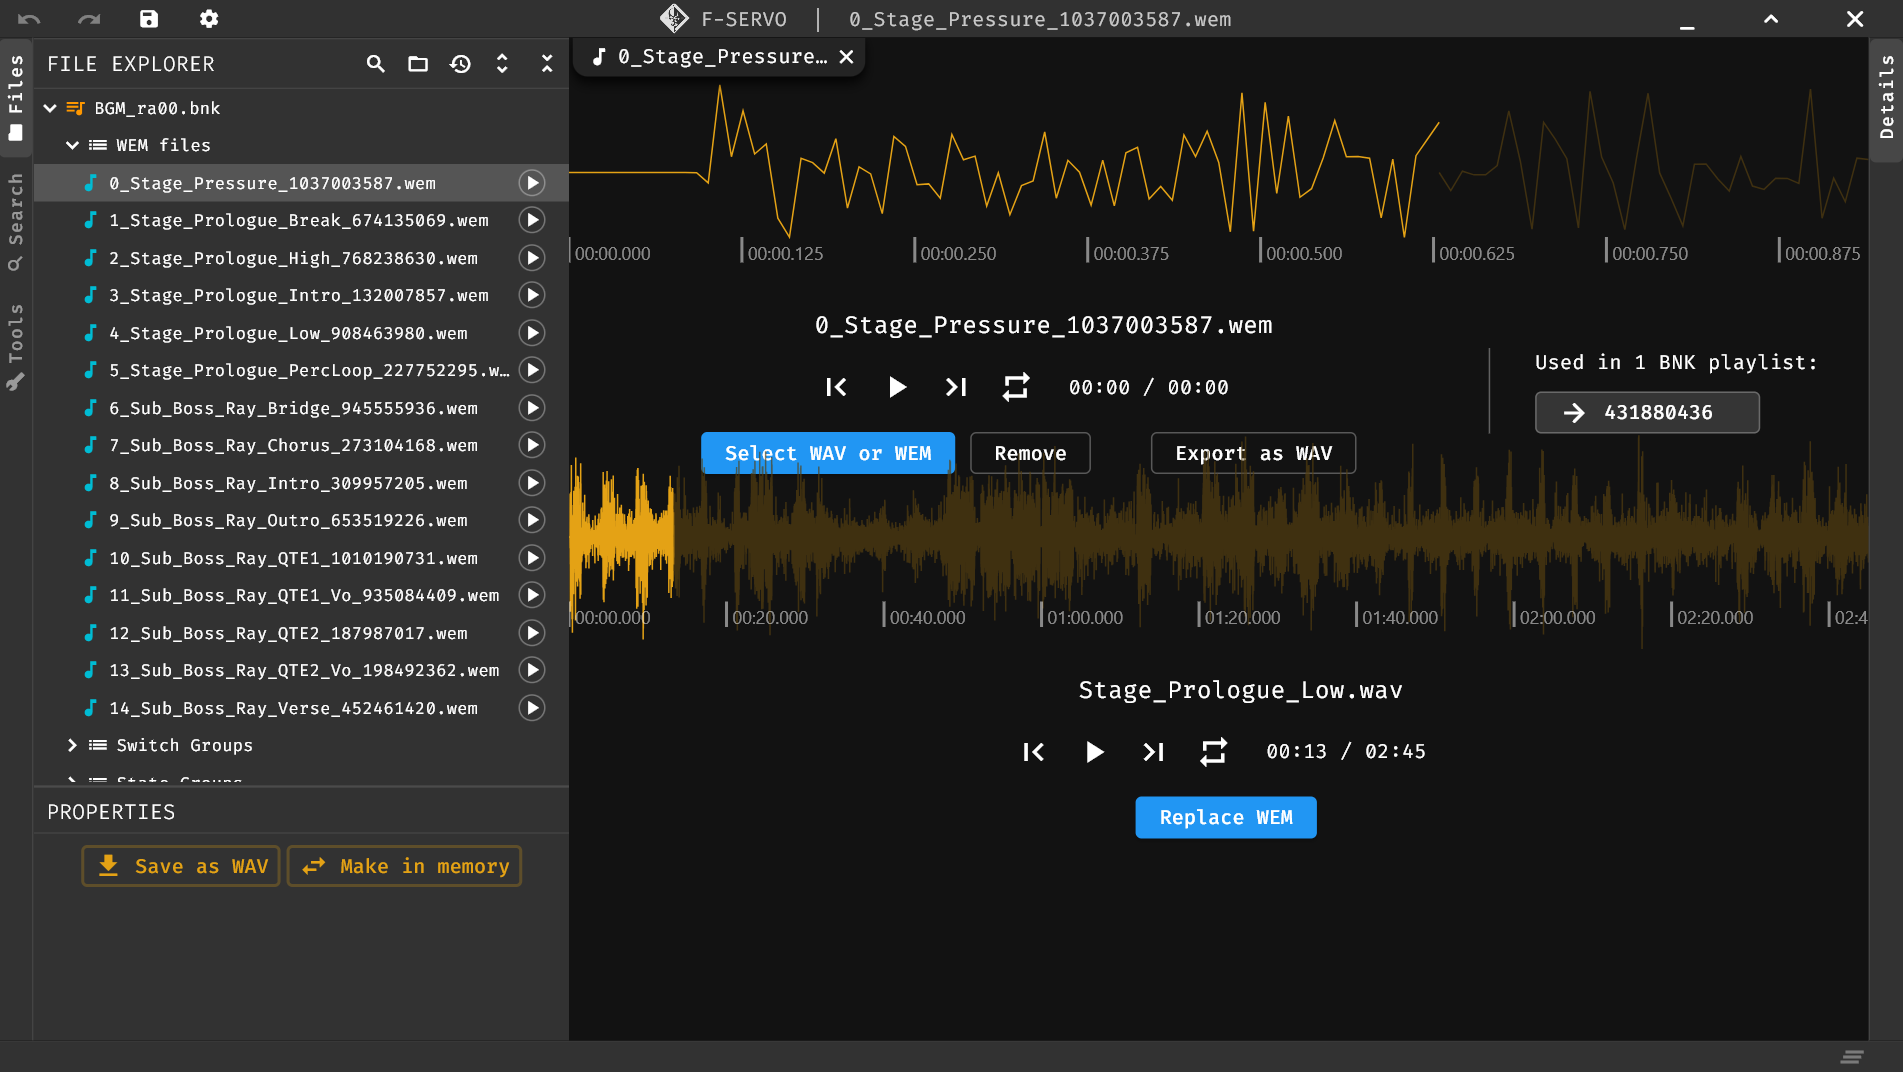 F-SERVO | 0_Stage_Pressure_1037003587.wem
Files
Search
Tools
FILE EXPLORER
BGM_ra00.bnk
WEM files
0_Stage_Pressure_1037003587.wem
1_Stage_Prologue_Break_674135069.wem
2_Stage_Prologue_High_768238630.wem
3_Stage_Prologue_Intro_132007857.wem
4_Stage_Prologue_Low_908463980.wem
5_Stage_Prologue_PercLoop_227752295.w…
6_Sub_Boss_Ray_Bridge_945555936.wem
7_Sub_Boss_Ray_Chorus_273104168.wem
8_Sub_Boss_Ray_Intro_309957205.wem
9_Sub_Boss_Ray_Outro_653519226.wem
10_Sub_Boss_Ray_QTE1_1010190731.wem
11_Sub_Boss_Ray_QTE1_Vo_935084409.wem
12_Sub_Boss_Ray_QTE2_187987017.wem
13_Sub_Boss_Ray_QTE2_Vo_198492362.wem
14_Sub_Boss_Ray_Verse_452461420.wem
Switch Groups
State Groups
PROPERTIES
Save as WAV
Make in memory
0_Stage_Pressure…
00:00.000 00:00.125 00:00.250 00:00.375 00:00.500 00:00.625 00:00.750 00:00.875
0_Stage_Pressure_1037003587.wem
00:00 / 00:00
Select WAV or WEM
Remove
Export as WAV
Used in 1 BNK playlist:
431880436
00:00.000 00:20.000 00:40.000 01:00.000 01:20.000 01:40.000 02:00.000 02:20.000 02:4
Stage_Prologue_Low.wav
00:13 / 02:45
Replace WEM
Details